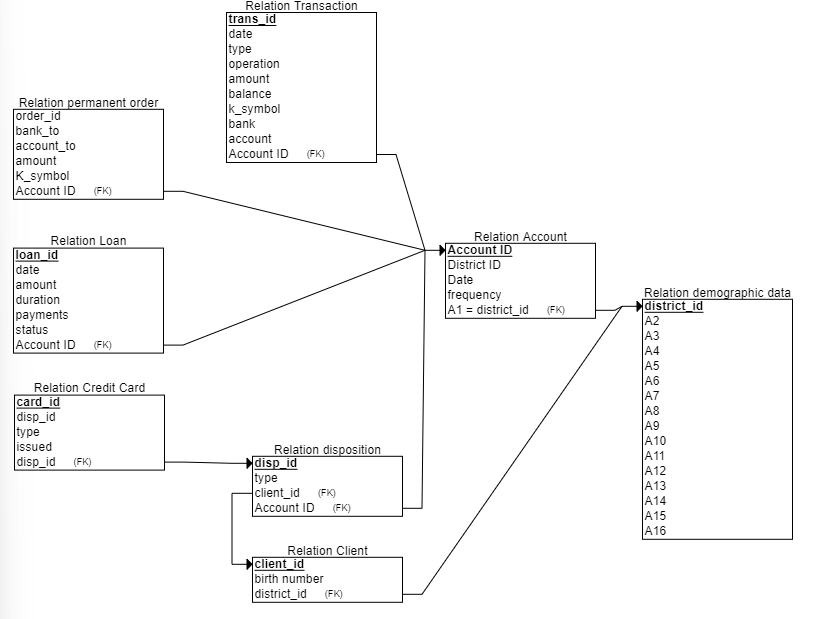 Relation Transaction
trans_id
date
type
operation
amount
balance
k_symbol
bank
account
Account ID (FK)
Relation permanent order
order_id
bank_to
account_to
amount
K_symbol
Account ID (FK)
Relation Loan
loan_id
date
amount
duration
payments
status
Account ID (FK)
Relation Account
Account ID
District ID
Date
frequency
A1 = district_id (FK)
Relation demographic data
district_id
A2
A3
A4
A5
A6
A7
A8
A9
A10
A11
A12
A13
A14
A15
A16
Relation Credit Card
card_id
disp_id
type
issued
disp_id (FK)
Relation disposition
disp_id
type
client_id (FK)
Account ID (FK)
Relation Client
client_id
birth number
district_id (FK)